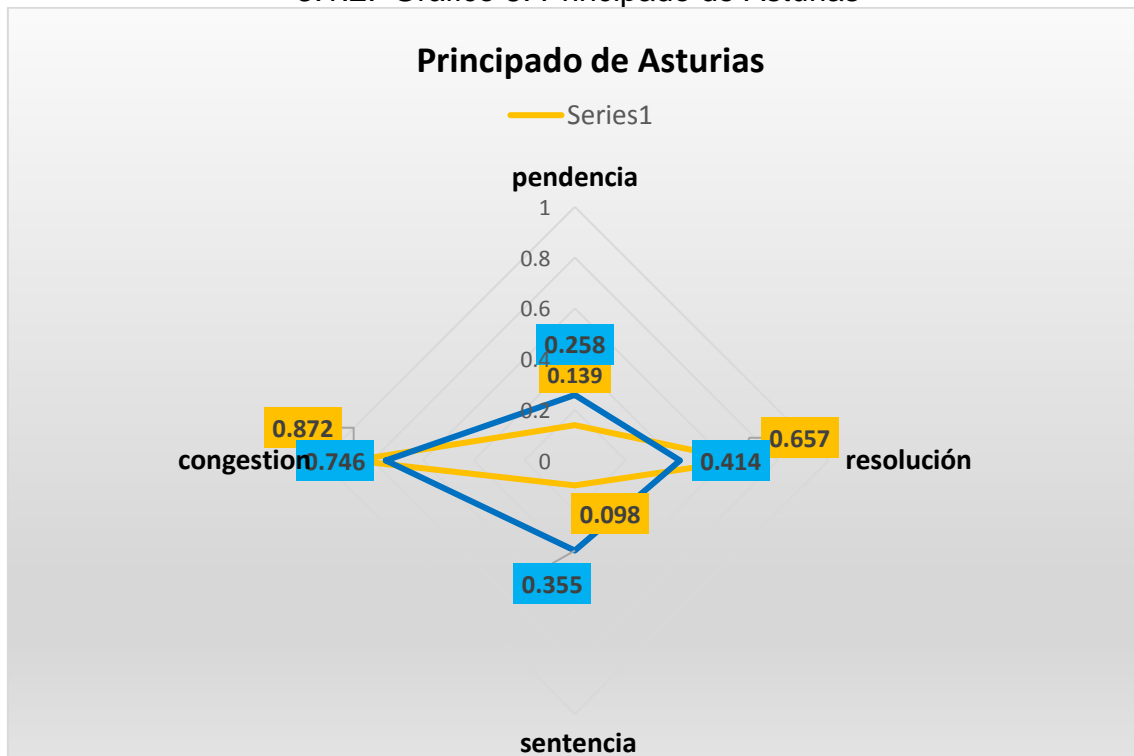 Principado de Asturias
Series1
pendencia
1
0.8
0.6
0.258
0.4
0.139
0.2
0.872
0.657
congestion
0.746
0
0.414
resolución
0.098
0.355
sentencia